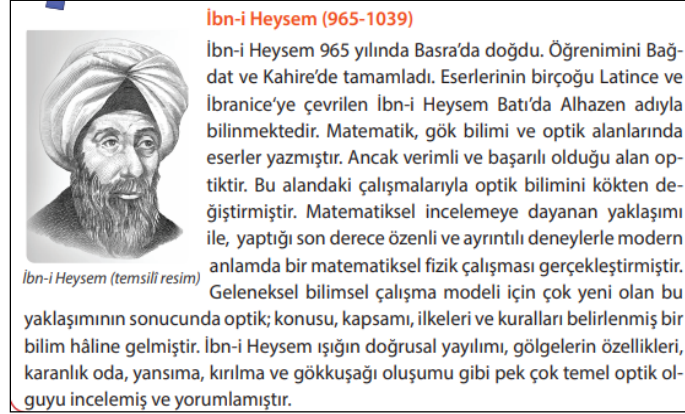 İbn-i Heysem (965-1039)
İbn-i Heysem 965 yılında Basra’da doğdu. Öğrenimini Bağ-
dat ve Kahire’de tamamladı. Eserlerinin birçoğu Latince ve
İbranice’ye çevrilen İbn-i Heysem Batı’da Alhazen adıyla
bilinmektedir. Matematik, gök bilimi ve optik alanlarında
eserler yazmıştır. Ancak verimli ve başarılı olduğu alan op-
tiktir. Bu alandaki çalışmalarıyla optik bilimini kökten de-
ğiştirmiştir. Matematiksel incelemeye dayanan yaklaşımı
ile, yaptığı son derece özenli ve ayrıntılı deneylerle modern
anlamda bir matematiksel fizik çalışması gerçekleştirmiştir.
İbn-i Heysem (temsilî resim)
Geleneksel bilimsel çalışma modeli için çok yeni olan bu
yaklaşımının sonucunda optik; konusu, kapsamı, ilkeleri ve kuralları belirlenmiş bir
bilim hâline gelmiştir. İbn-i Heysem ışığın doğrusal yayılımı, gölgelerin özellikleri,
karanlık oda, yansıma, kırılma ve gökkuşağı oluşumu gibi pek çok temel optik ol-
guyu incelemiş ve yorumlamıştır.